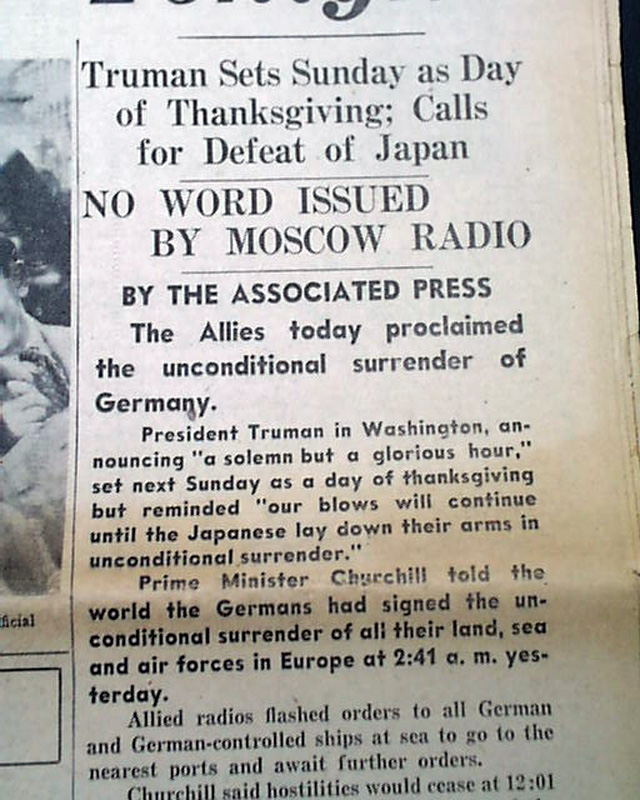 Truman Sets Sunday as Day
of Thanksgiving; Calls
for Defeat of Japan
NO WORD ISSUED
BY MOSCOW RADIO
BY THE ASSOCIATED PRESS
The Allies today proclaimed
the unconditional surrender of
Germany.
President Truman in Washington, an-
nouncing "a solemn but a glorious hour,"
set next Sunday as a day of thanksgiving
but reminded "our blows will continue
until the Japanese lay down their arms in
unconditional surrender."
Prime Minister Churchill told the
world the Germans had signed the un-
conditional surrender of all their land, sea
and air forces in Europe at 2:41 a. m. yes-
terday.
Allied radios flashed orders to all German
and German-controlled ships at sea to go to the
nearest ports and await further orders.
Churchill said hostilities would cease at 12:01